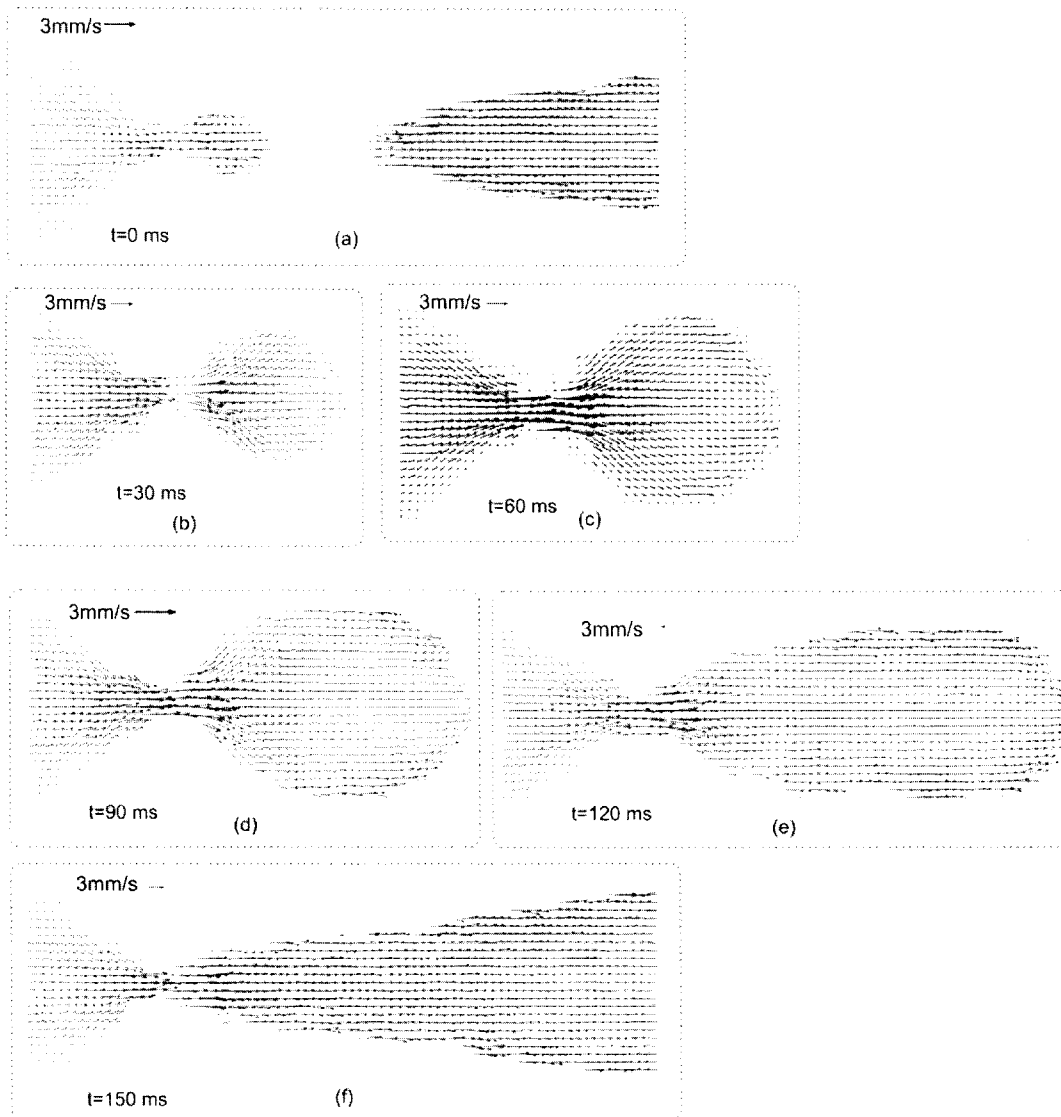 3mm/s
t=0 ms
(a)
3mm/s
t=30 ms
(b)
3mm/s
t=60 ms
(c)
3mm/s
t=90 ms
(d)
3mm/s
t=120 ms
(e)
3mm/s
t=150 ms
(f)